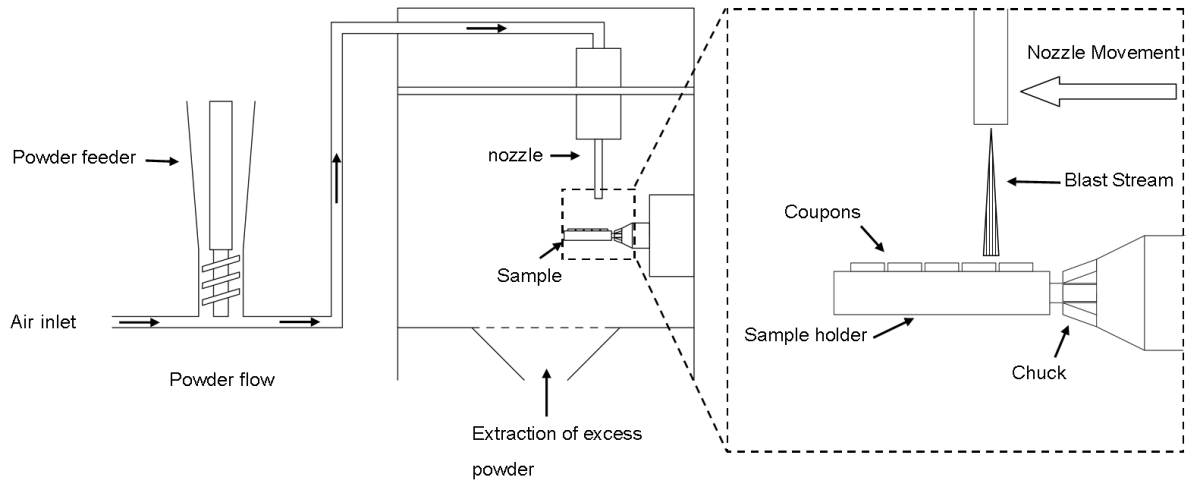 Powder feeder
Air inlet
Powder flow
nozzle
Sample
Extraction of excess
powder
Nozzle Movement
Blast Stream
Coupons
Sample holder
Chuck